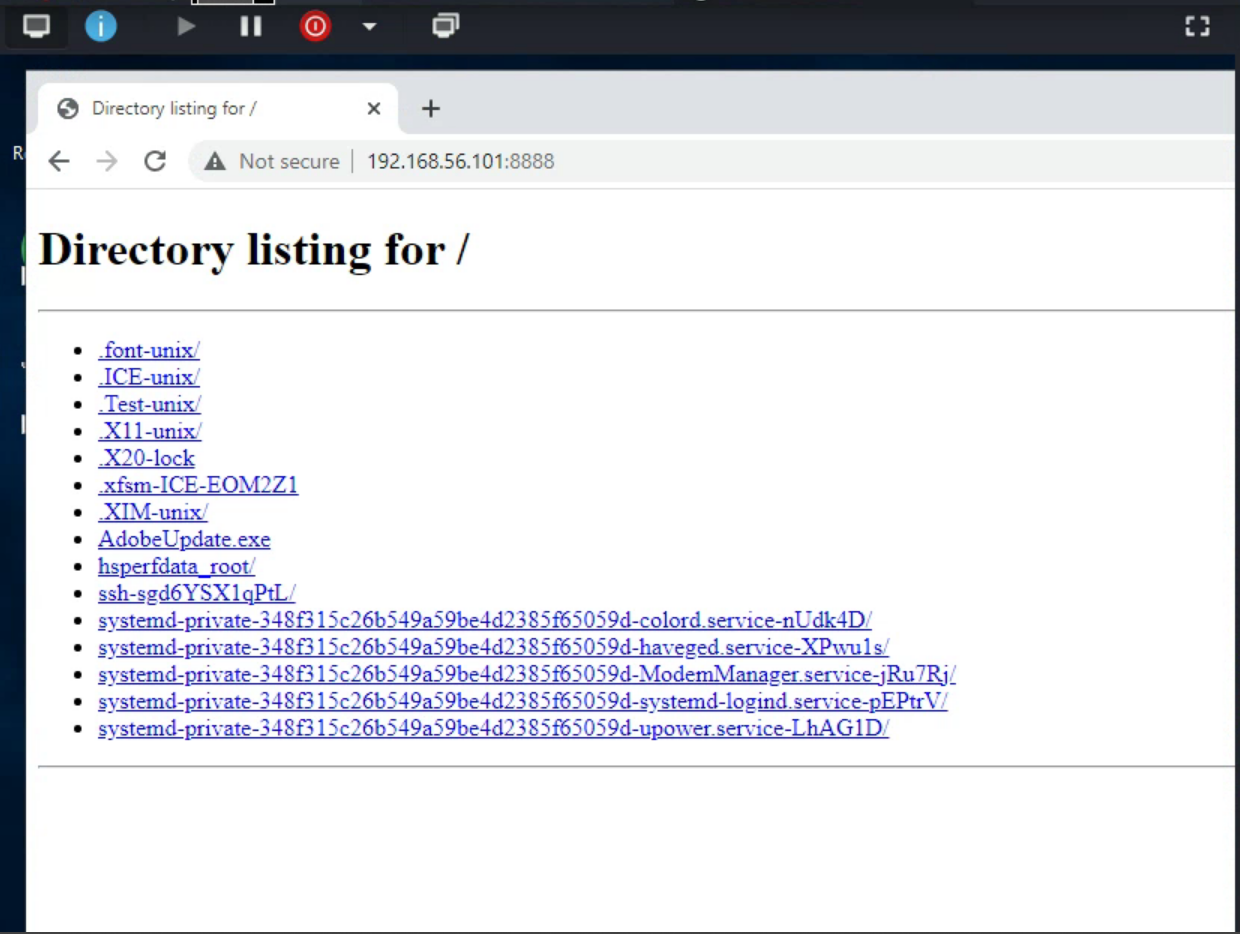 Directory listing for /
Not secure
192.168.56.101:8888
Directory listing for /
.font-unix/
.ICE-unix/
.Test-unix/
.X11-unix/
.X20-lock
.xfsm-ICE-EOM2Z1
.XIM-unix/
AdobeUpdate.exe
hsperfdata_root/
ssh-sgd6YSX1qPtL/
systemd-private-348f315c26b549a59be4d2385f65059d-colord.service-nUdk4D/
systemd-private-348f315c26b549a59be4d2385f65059d-haveged.service-XPwu1s/
systemd-private-348f315c26b549a59be4d2385f65059d-ModemManager.service-jRu7Rj/
systemd-private-348f315c26b549a59be4d2385f65059d-systemd-logind.service-pEPtrV/
systemd-private-348f315c26b549a59be4d2385f65059d-upower.service-LhAG1D/